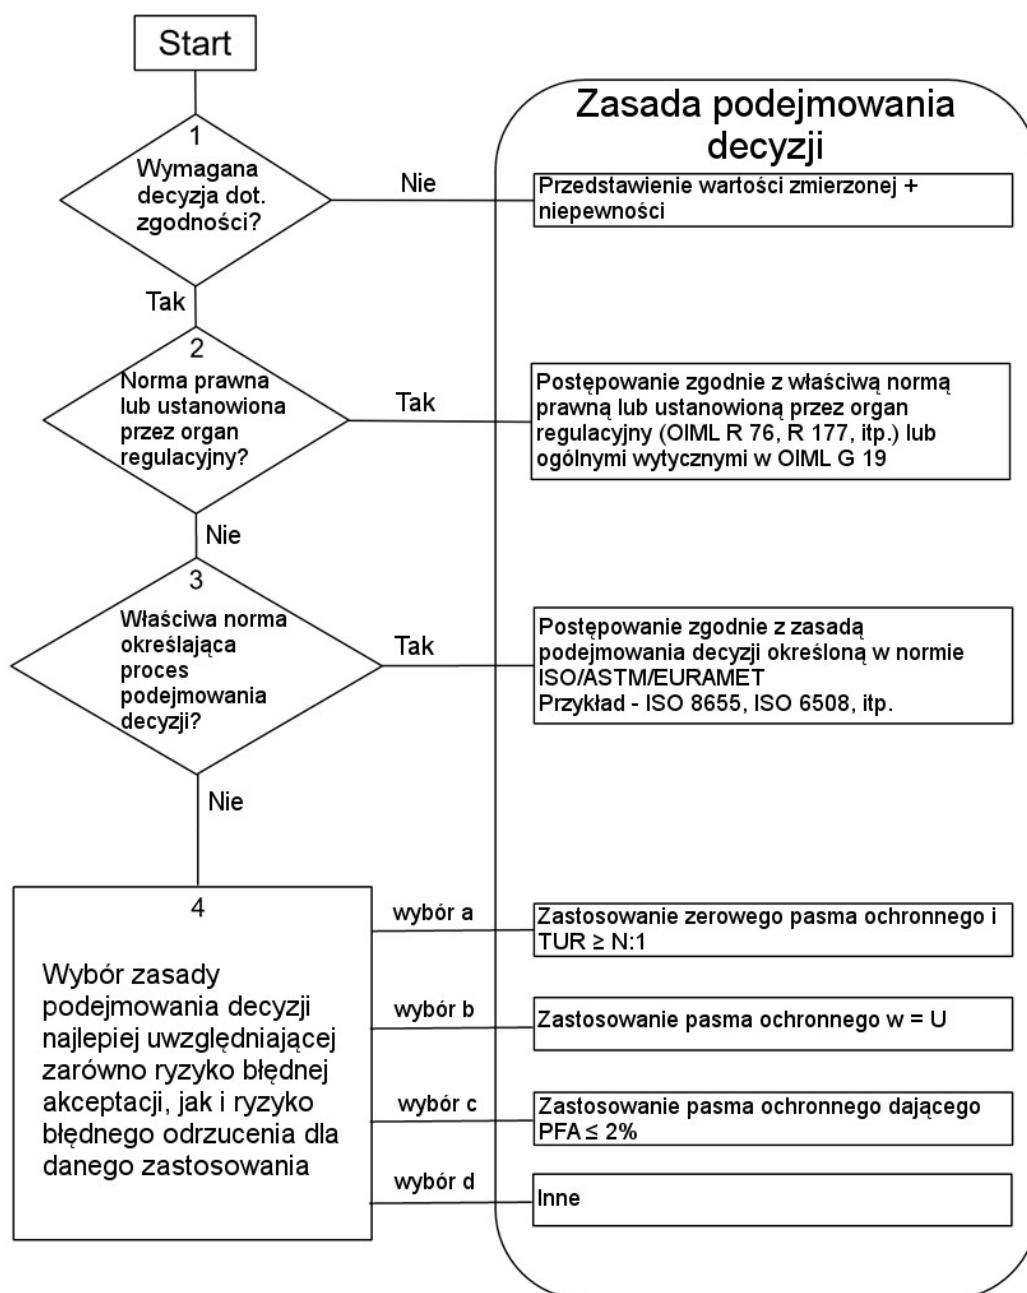 Start
Zasada podejmowania
decyzji
1
Wymagana
decyzja dot.
zgodności?
Nie
Przedstawienie wartości zmierzonej +
niepewności
Tak
2
Norma prawna
lub ustanowiona
przez organ
regulacyjny?
Tak
Postępowanie zgodnie z właściwą normą
prawną lub ustanowioną przez organ
regulacyjny (OIML R 76, R 177, itp.) lub
ogólnymi wytycznymi w OIML G 19
Nie
3
Właściwa norma
określająca
proces
podejmowania
decyzji?
Tak
Postępowanie zgodnie z zasadą
podejmowania decyzji określoną w normie
ISO/ASTM/EURAMET
Przykład - ISO 8655, ISO 6508, itp.
Nie
4
Wybór zasady
podejmowania decyzji
najlepiej uwzględniającej
zarówno ryzyko błędnej
akceptacji, jak i ryzyko
błędnego odrzucenia dla
danego zastosowania
wybór a
Zastosowanie zerowego pasma ochronnego i
TUR ≥ N:1
wybór b
Zastosowanie pasma ochronnego w = U
wybór c
Zastosowanie pasma ochronnego dającego
PFA ≤ 2%
wybór d
Inne